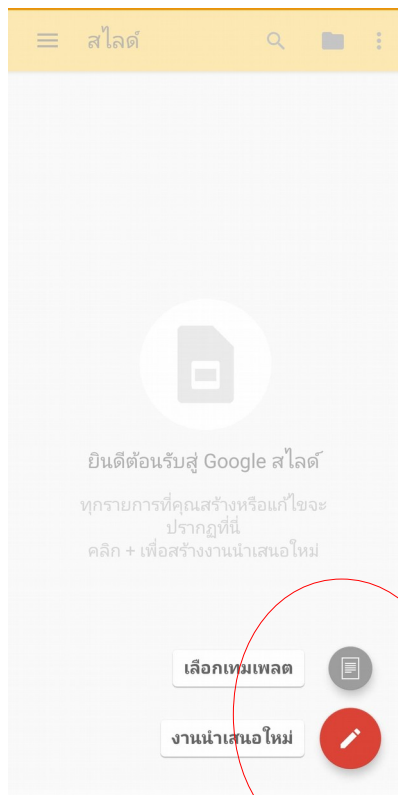 สไลด์
ยินดีต้อนรับสู่ Google สไลด์
ทุกรายการที่คุณสร้างหรือแก้ไขจะ
ปรากฏที่นี่
คลิก + เพื่อสร้างงานนำเสนอใหม่
เลือกเทมเพลต
งานนำเสนอใหม่